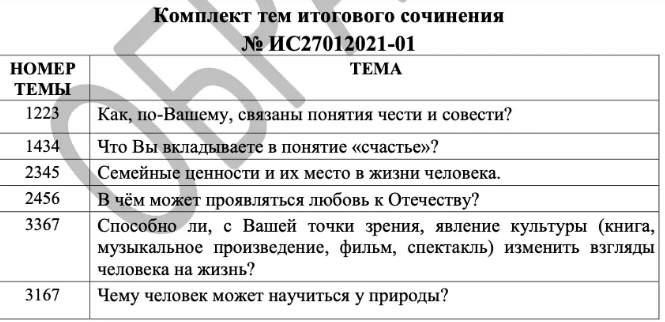 Комплект тем итогового сочинения
№ ИС27012021-01
НОМЕР ТЕМЫ ТЕМА
1223 Как, по-Вашему, связаны понятия чести и совести?
1434 Что Вы вкладываете в понятие «счастье»?
2345 Семейные ценности и их место в жизни человека.
2456 В чём может проявляться любовь к Отечеству?
3367 Способно ли, с Вашей точки зрения, явление культуры (книга,
музыкальное произведение, фильм, спектакль) изменить взгляды
человека на жизнь?
3167 Чему человек может научиться у природы?